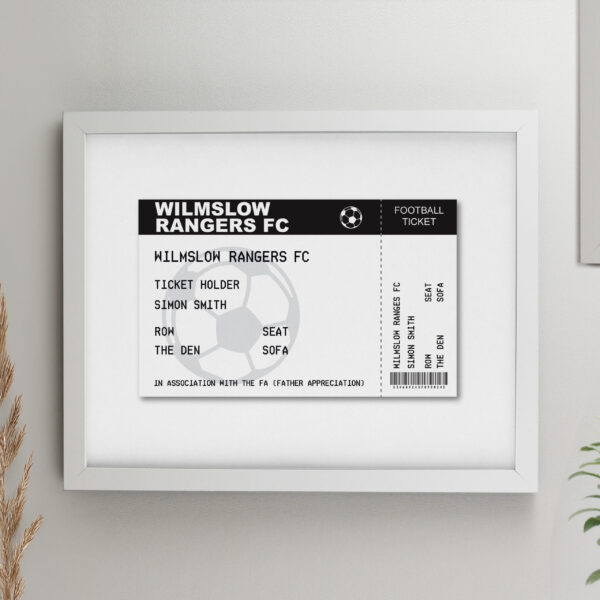 WILMSLOW
RANGERS FC
FOOTBALL
TICKET
WILMSLOW RANGERS FC
TICKET HOLDER
SIMON SMITH
ROW SEAT
THE DEN SOFA
IN ASSOCIATION WITH THE FA (FATHER APPRECIATION)
WILMSLOW RANGES FC
SIMON SMITH
ROW SEAT
THE DEN SOFA